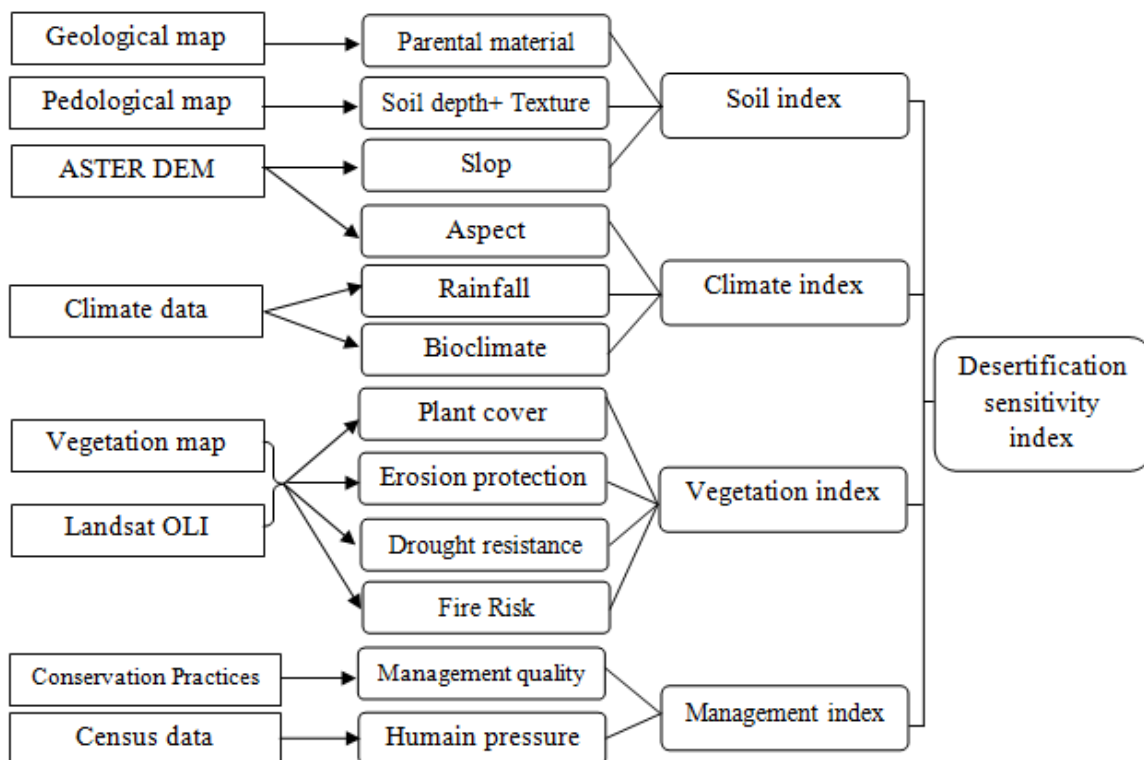 Geological map
Parental material
Pedological map
Soil depth+ Texture
Soil index
ASTER DEM
Slop
Aspect
Climate data
Rainfall
Climate index
Bioclimate
Vegetation map
Plant cover
Landsat OLI
Erosion protection
Vegetation index
Drought resistance
Fire Risk
Conservation Practices
Management quality
Management index
Census data
Humain pressure
Desertification
sensitivity
index